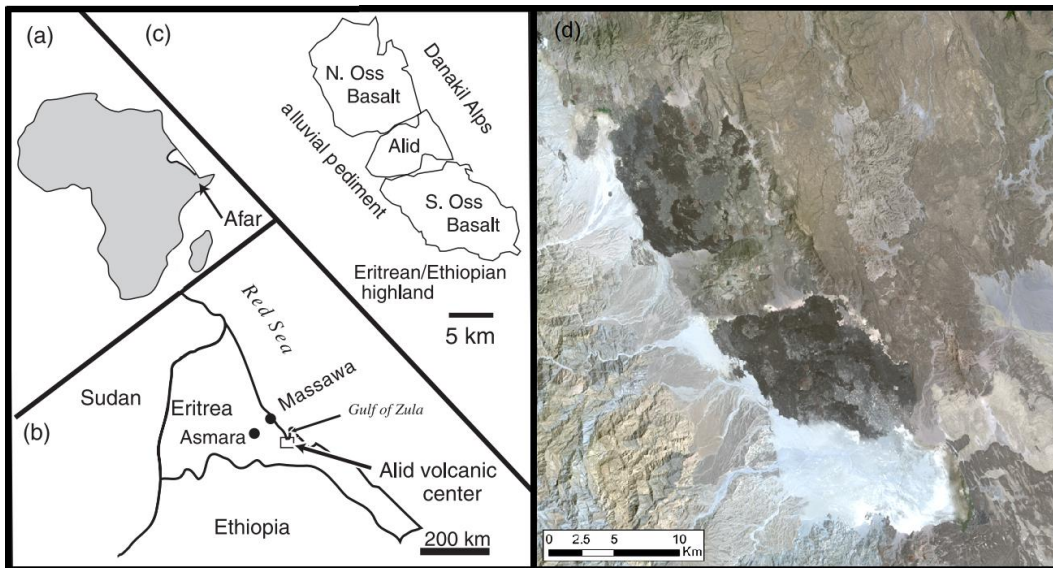 (a)
Afar
(c)
N. Oss
Basalt
Danakil Alps
Alid
alluvial pediment
S. Oss
Basalt
Eritrean/Ethiopian
highland
5 km
(b)
Red Sea
Sudan
Massawa
Eritrea
Gulf of Zula
Asmara
Alid volcanic
center
Ethiopia
200 km
(d)
0 2.5 5 10
Km